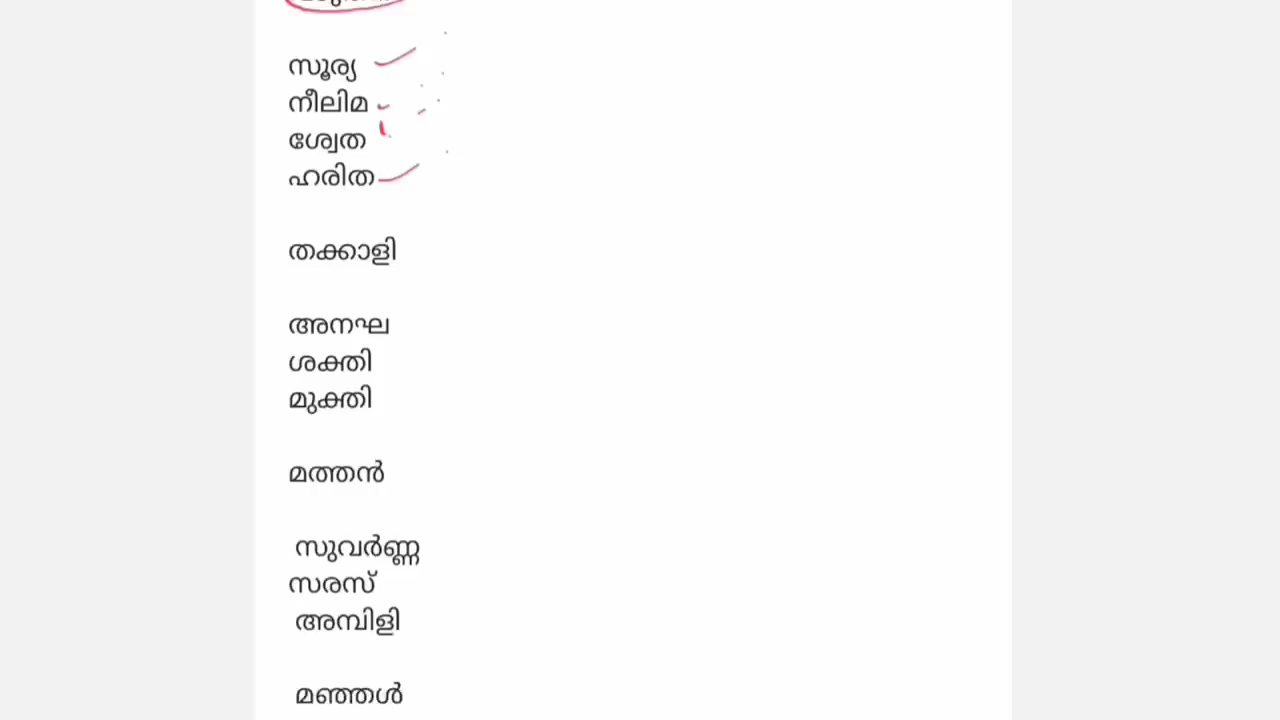 സൂര്യ
നീലിമ
ശ്വേത
ഹരിത
തക്കാളി
അനഘ
ശക്തി
മുക്തി
മത്തൻ
സുവർണ്ണ
സരസ്
അമ്പിളി
മഞ്ഞൾ